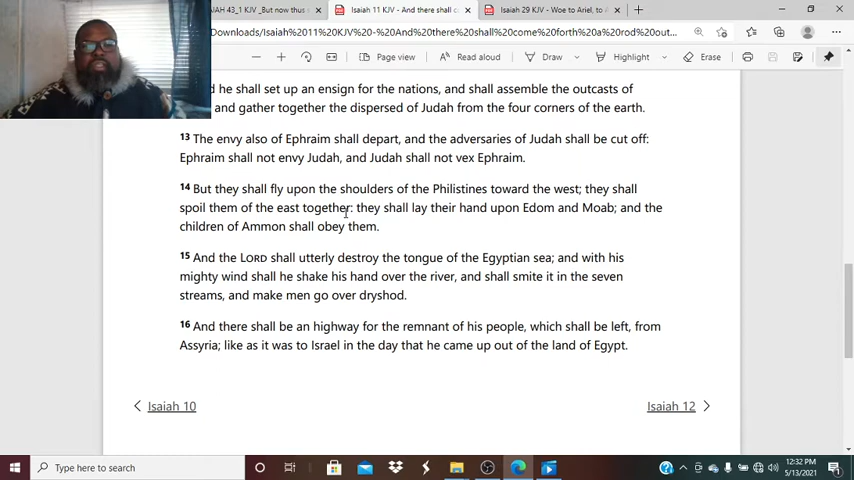 AIAH 43_1 KJV _But now thus s
Isaiah 11 KJV - And there shall c
Isaiah 29 KJV - Woe to Ariel, to A
ownloads/Isaiah%2011%20KJV%20-%20And%20there%20shall%20come%20forth%20a%20rod%20out...
Page view
Read aloud
Draw
Highlight
Erase
d he shall set up an ensign for the nations, and shall assemble the outcasts of
and gather together the dispersed of Judah from the four corners of the earth.
13 The envy also of Ephraim shall depart, and the adversaries of Judah shall be cut off:
Ephraim shall not envy Judah, and Judah shall not vex Ephraim.
14 But they shall fly upon the shoulders of the Philistines toward the west; they shall
spoil them of the east together: they shall lay their hand upon Edom and Moab; and the
children of Ammon shall obey them.
15 And the LORD shall utterly destroy the tongue of the Egyptian sea; and with his
mighty wind shall he shake his hand over the river, and shall smite it in the seven
streams, and make men go over dryshod.
16 And there shall be an highway for the remnant of his people, which shall be left, from
Assyria; like as it was to Israel in the day that he came up out of the land of Egypt.
Isaiah 10
Isaiah 12
Type here to search
12:32 PM
5/13/2021